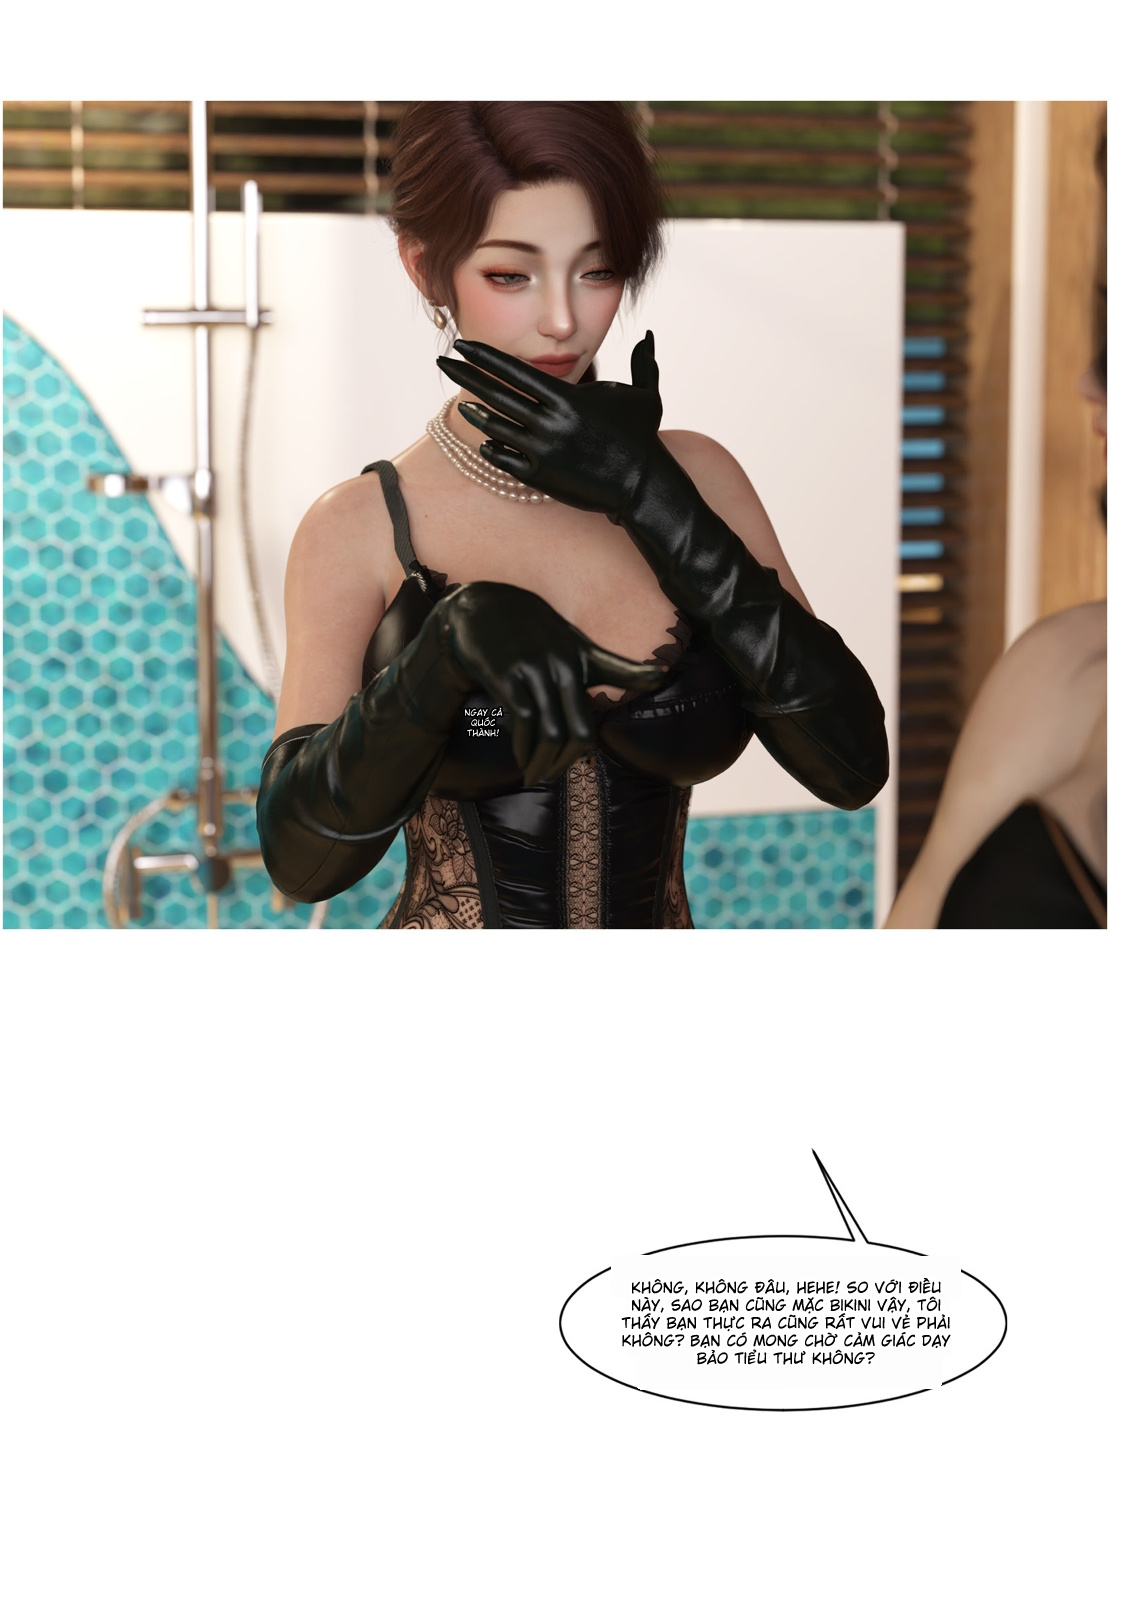 NGAY CẢ
QUỐC
THÀNH!
KHÔNG, KHÔNG ĐÂU, HEHE! SO VỚI ĐIỀU
NÀY, SAO BẠN CŨNG MẶC BIKINI VẬY, TÔI
THẤY BẠN THỰC RA CŨNG RẤT VUI VẺ PHẢI
KHÔNG? BẠN CÓ MONG CHỜ CẢM GIÁC DẠY
BẢO TIỂU THƯ KHÔNG?